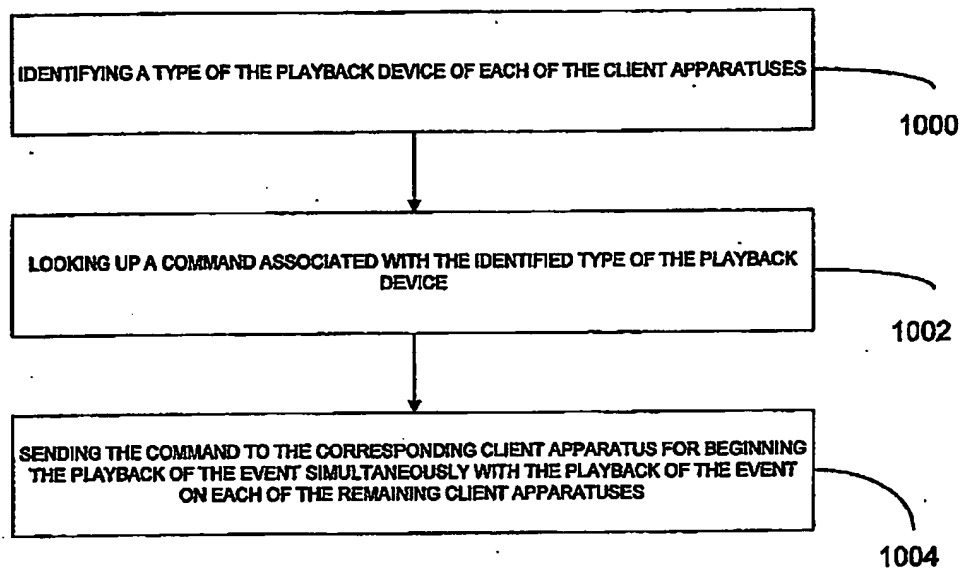 IDENTIFYING A TYPE OF THE PLAYBACK DEVICE OF EACH OF THE CLIENT APPARATUSES
1000
LOOKING UP A COMMAND ASSOCIATED WITH THE IDENTIFIED TYPE OF THE PLAYBACK
DEVICE
1002
SENDING THE COMMAND TO THE CORRESPONDING CLIENT APPARATUS FOR BEGINNING
THE PLAYBACK OF THE EVENT SIMULTANEOUSLY WITH THE PLAYBACK OF THE EVENT
ON EACH OF THE REMAINING CLIENT APPARATUSES
1004